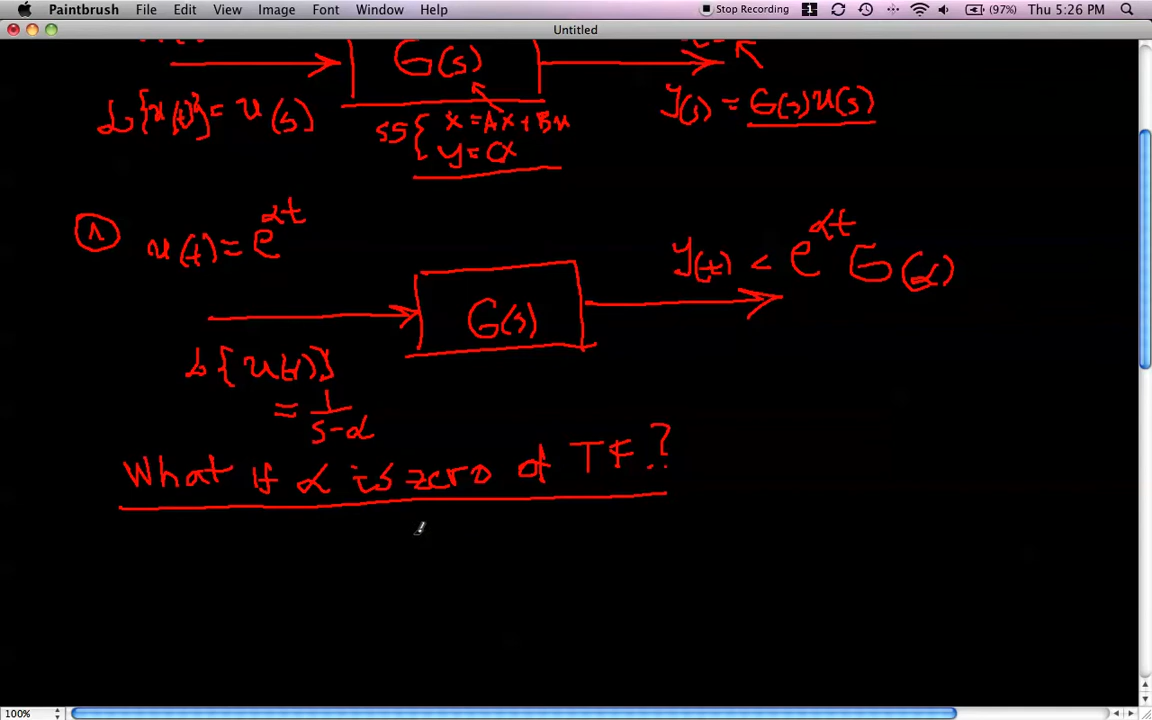 Paintbrush File Edit View Image Font Window Help Stop Recording 1 (97%) Thu 5:26 PM
Untitled
G(s)
L{u(t)} = u(s)
y(s) = G(s)u(s)
SS { x = Ax + Bu
y = Cx
1 u(t) = e^αt
y(t) < e^αt G(α)
G(s)
L{u(t)}
= 1/s-α
What if α is zero of TF?
100%